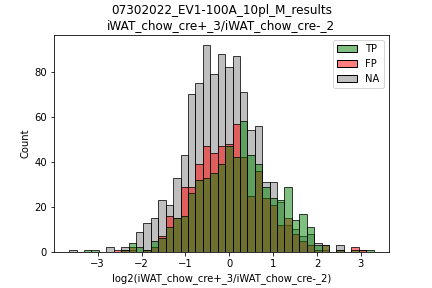 07302022_EV1-100A_10pl_M_results
iWAT_chow_cre+_3/iWAT_chow_cre-_2
TP
FP
NA
Count
80
60
40
20
0
−3
−2
−1
0
1
2
3
log2(iWAT_chow_cre+_3/iWAT_chow_cre-_2)